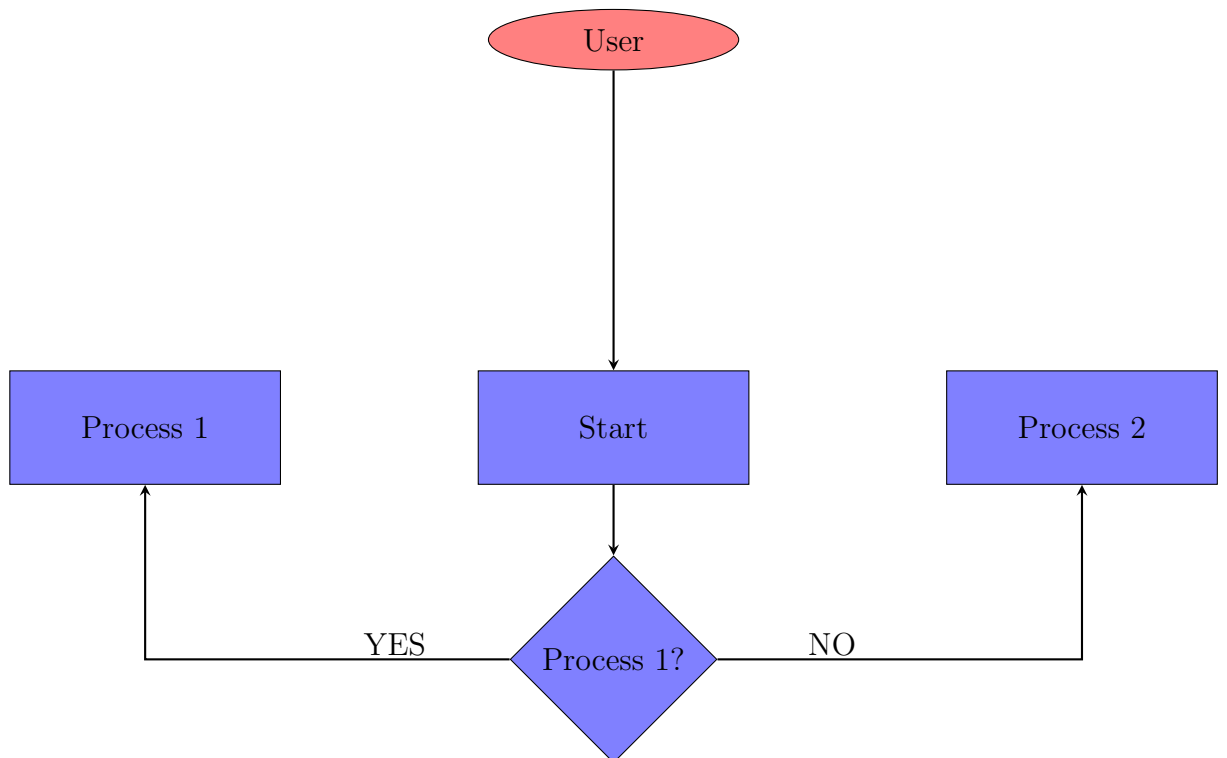 User
Process 1
Start
Process 2
YES
Process 1?
NO